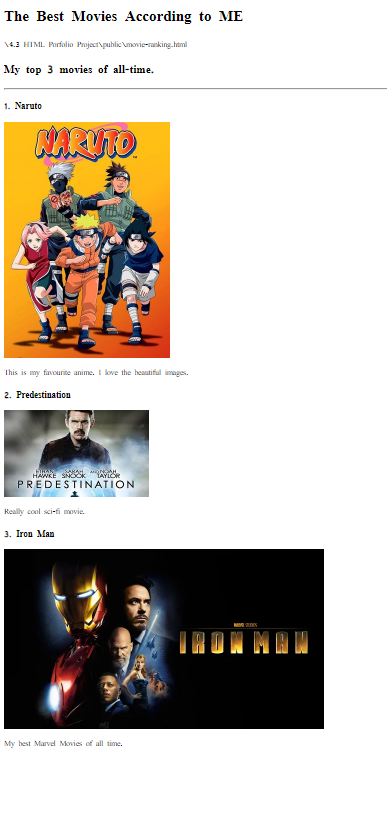 The Best Movies According to ME
\4.3 HTML Porfolio Project\public\movie-ranking.html
My top 3 movies of all-time.
1. Naruto
NARUTO
This is my favourite anime. I love the beautiful images.
2. Predestination
ETHAN HAWKE SARAH SNOOK AND NOAH TAYLOR
PREDESTINATION
Really cool sci-fi movie.
3. Iron Man
MARVEL STUDIOS
IRON MAN
My best Marvel Movies of all time.